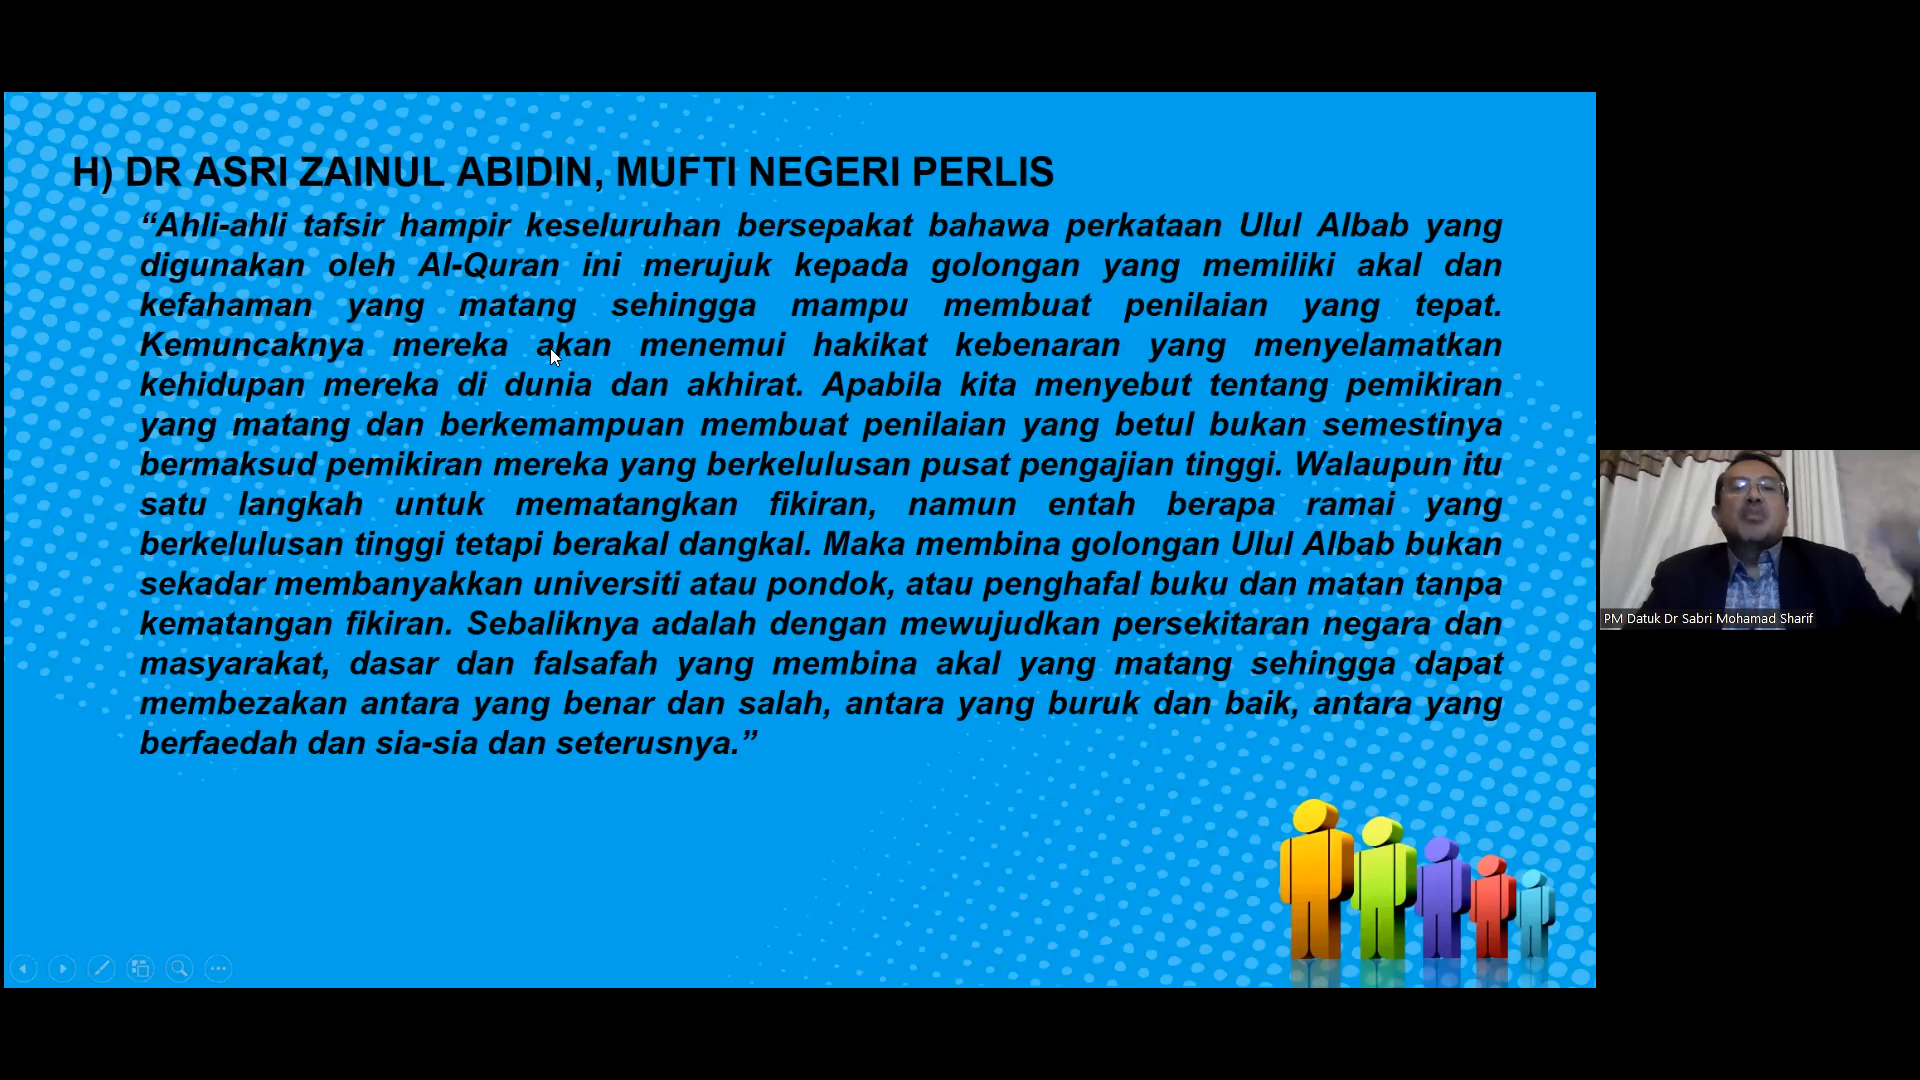 H) DR ASRI ZAINUL ABIDIN, MUFTI NEGERI PERLIS
“Ahli-ahli tafsir hampir keseluruhan bersepakat bahawa perkataan Ulul Albab yang
digunakan oleh Al-Quran ini merujuk kepada golongan yang memiliki akal dan
kefahaman yang matang sehingga mampu membuat penilaian yang tepat.
Kemuncaknya mereka akan menemui hakikat kebenaran yang menyelamatkan
kehidupan mereka di dunia dan akhirat. Apabila kita menyebut tentang pemikiran
yang matang dan berkemampuan membuat penilaian yang betul bukan semestinya
bermaksud pemikiran mereka yang berkelulusan pusat pengajian tinggi. Walaupun itu
satu langkah untuk mematangkan fikiran, namun entah berapa ramai yang
berkelulusan tinggi tetapi berakal dangkal. Maka membina golongan Ulul Albab bukan
sekadar membanyakkan universiti atau pondok, atau penghafal buku dan matan tanpa
kematangan fikiran. Sebaliknya adalah dengan mewujudkan persekitaran negara dan
masyarakat, dasar dan falsafah yang membina akal yang matang sehingga dapat
membezakan antara yang benar dan salah, antara yang buruk dan baik, antara yang
berfaedah dan sia-sia dan seterusnya.”
PM Datuk Dr Sabri Mohamad Sharif